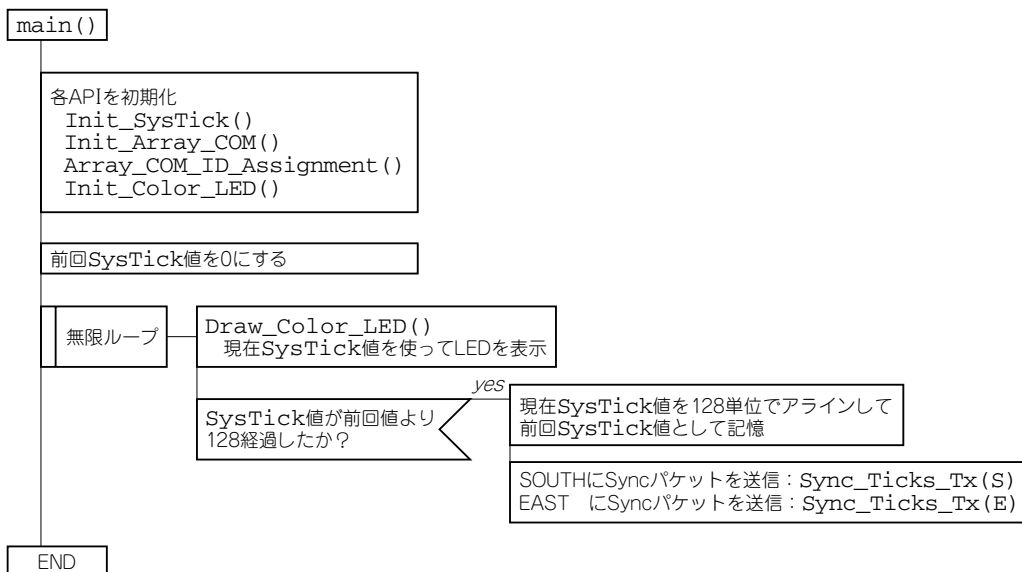 main()
各APIを初期化
Init_SysTick()
Init_Array_COM()
Array_COM_ID_Assignment()
Init_Color_LED()
前回SysTick値を0にする
無限ループ
Draw_Color_LED()
現在SysTick値を使ってLEDを表示
SysTick値が前回値より
128経過したか？
yes
現在SysTick値を128単位でアラインして
前回SysTick値として記憶
SOUTHにSyncパケットを送信：Sync_Ticks_Tx(S)
EAST　にSyncパケットを送信：Sync_Ticks_Tx(E)
END